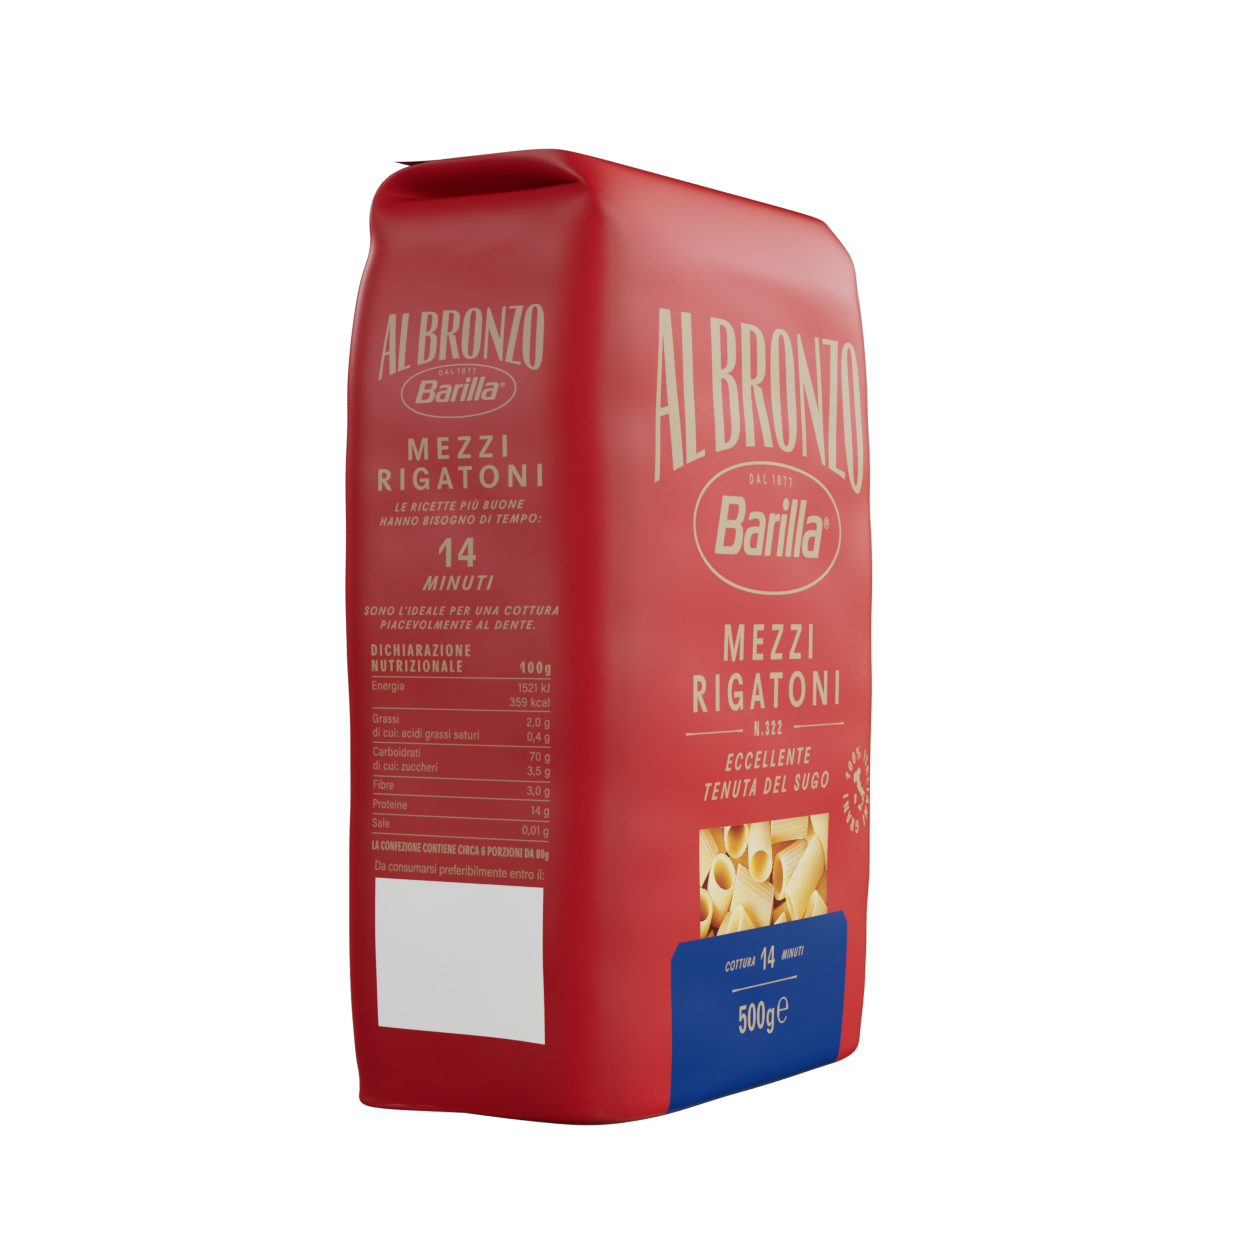 AL BRONZO
DAL 1877
Barilla®
MEZZI
RIGATONI
LE RICETTE PIÙ BUONE
HANNO BISOGNO DI TEMPO:
14
MINUTI
SONO L'IDEALE PER UNA COTTURA
PIACEVOLMENTE AL DENTE.
DICHIARAZIONE
NUTRIZIONALE 100g
Energia 1521 kJ
359 kcal
Grassi 2,0 g
di cui: acidi grassi saturi 0,4 g
Carboidrati 70 g
di cui: zuccheri 3,5 g
Fibre 3,0 g
Proteine 14 g
Sale 0,01 g
LA CONFEZIONE CONTIENE CIRCA 6 PORZIONI DA 80g
Da consumarsi preferibilmente entro il:
AL BRONZO
DAL 1877
Barilla®
MEZZI
RIGATONI
N.322
ECCELLENTE
TENUTA DEL SUGO
100%
GRANI
COTTURA 14 MINUTI
500g e